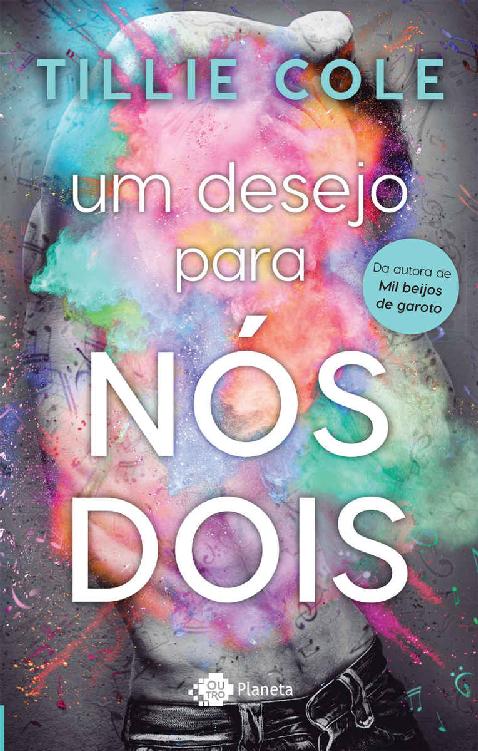 TILLIE COLE
um desejo
para
NÓS
DOIS
Da autora de
Mil beijos
de garoto
OU
TRO
Planeta